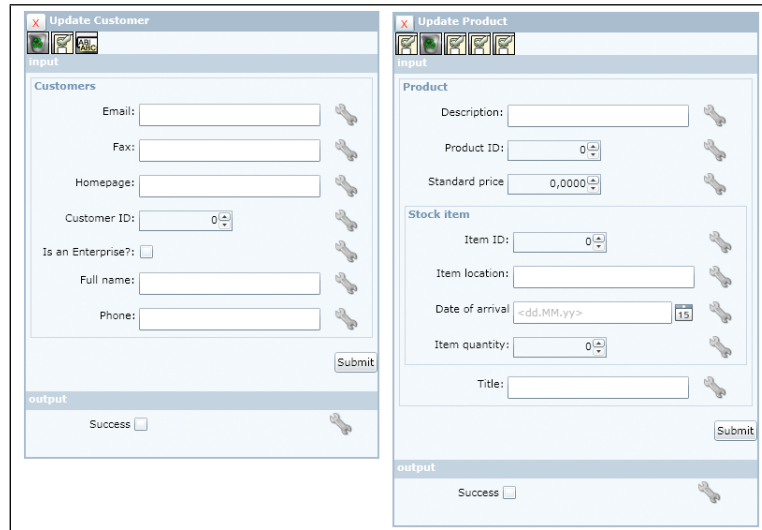 X Update Customer
ABI
ABC
input
Customers
Email:
Fax:
Homepage:
Customer ID: 0
Is an Enterprise?:
Full name:
Phone:
Submit
output
Success
X Update Product
input
Product
Description:
Product ID: 0
Standard price 0,0000
Stock item
Item ID: 0
Item location:
Date of arrival <dd.MM.yy> 15
Item quantity: 0
Title:
Submit
output
Success